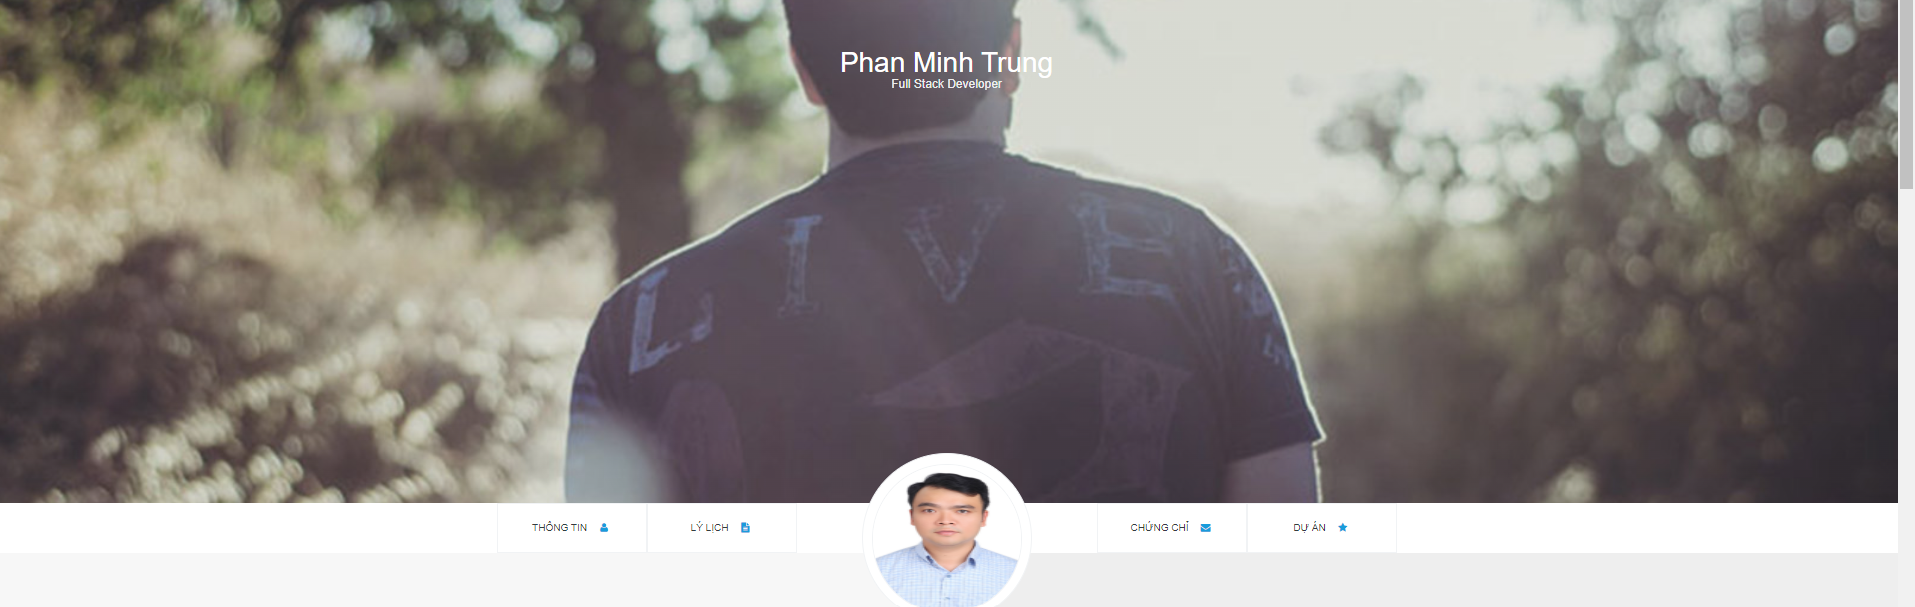 Phan Minh Trung
Full Stack Developer
LIVE
THÔNG TIN
LÝ LỊCH
CHỨNG CHỈ
DỰ ÁN